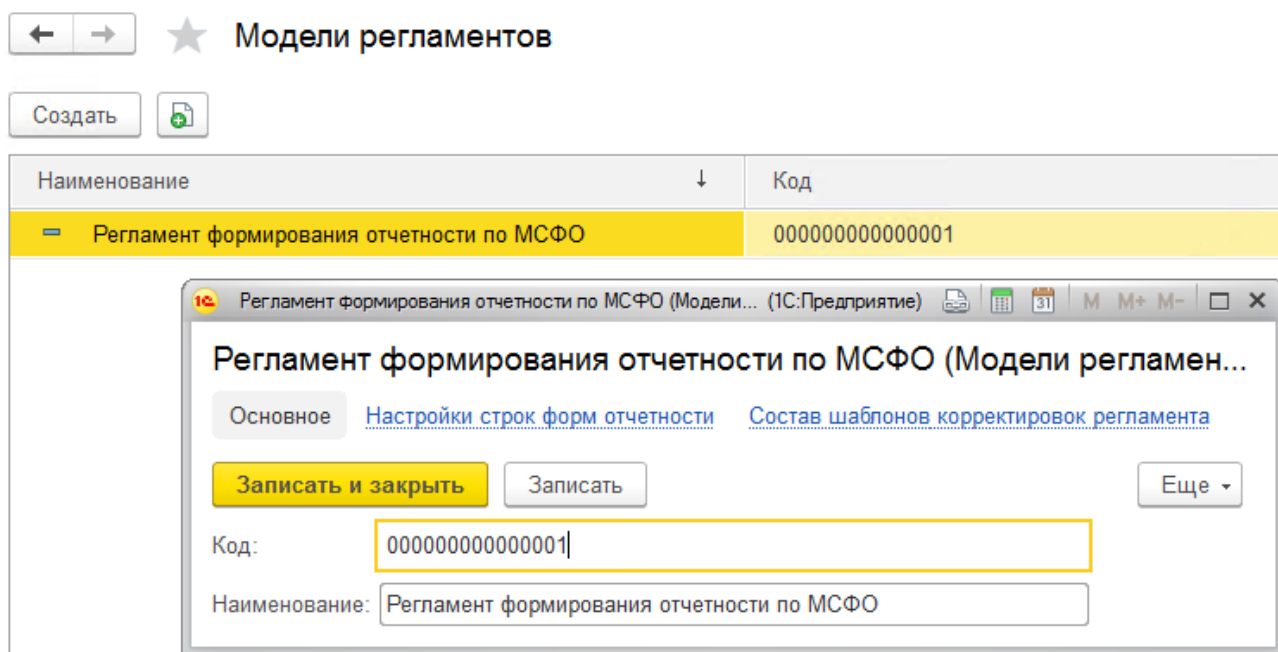 Модели регламентов
Создать
Наименование ↓ Код
Регламент формирования отчетности по МСФО 000000000000001
1С Регламент формирования отчетности по МСФО (Модели... (1С:Предприятие) 31 M M+ M-
Регламент формирования отчетности по МСФО (Модели регламен...
Основное Настройки строк форм отчетности Состав шаблонов корректировок регламента
Записать и закрыть Записать Еще
Код: 000000000000001
Наименование: Регламент формирования отчетности по МСФО